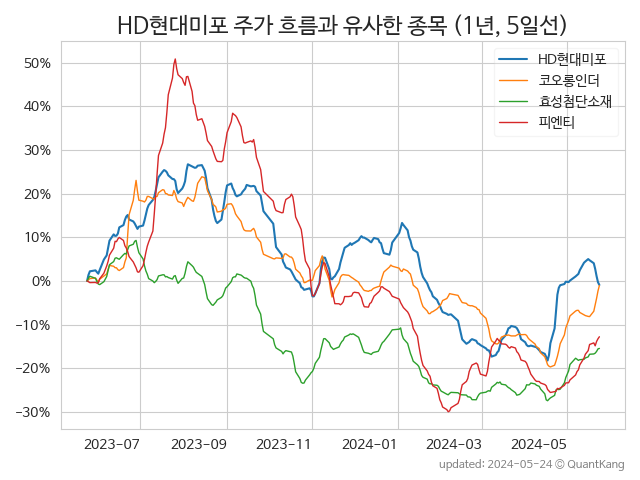 HD현대미포 주가 흐름과 유사한 종목 (1년, 5일선)
HD현대미포
코오롱인더
효성첨단소재
피엔티
50%
40%
30%
20%
10%
0%
−10%
−20%
−30%
2023-07
2023-09
2023-11
2024-01
2024-03
2024-05
updated: 2024-05-24 © QuantKang